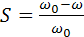 S = (ω₀ − ω) / ω₀